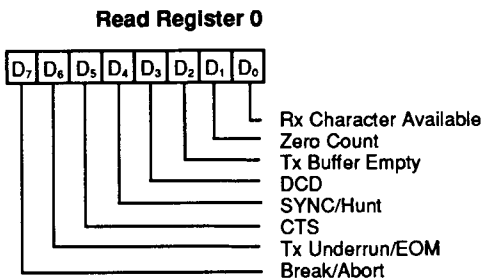 Read Register 0
D₇ D₆ D₅ D₄ D₃ D₂ D₁ D₀
Rx Character Available
Zero Count
Tx Buffer Empty
DCD
SYNC/Hunt
CTS
Tx Underrun/EOM
Break/Abort